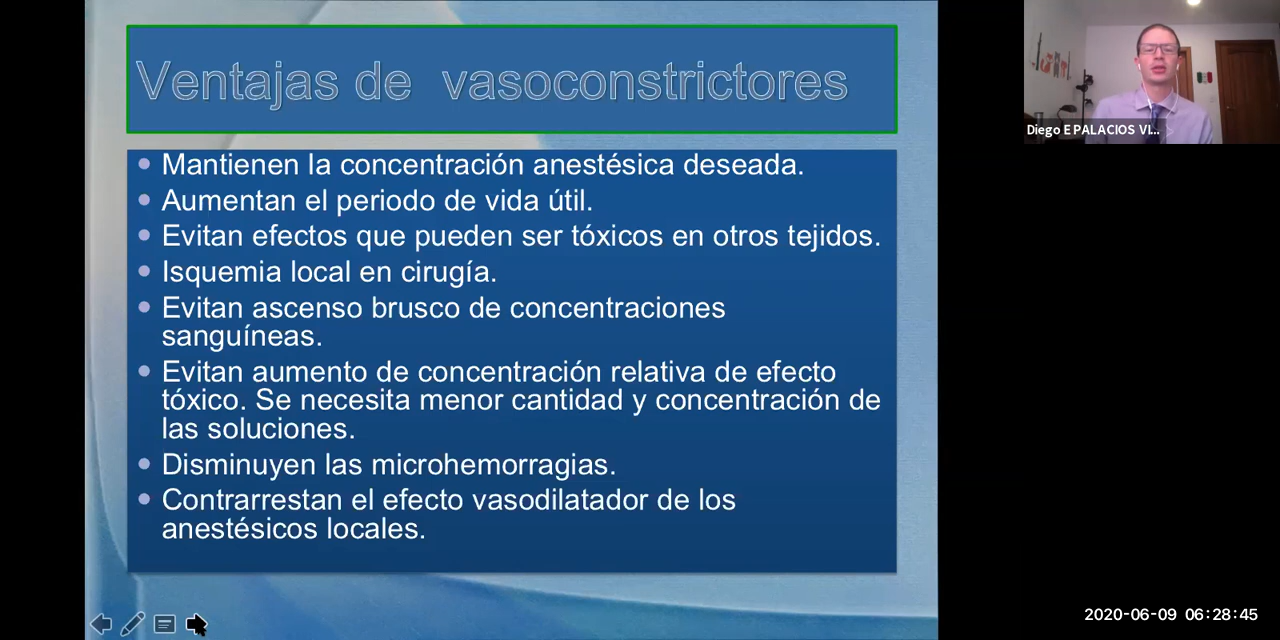 Ventajas de vasoconstrictores
Mantienen la concentración anestésica deseada.
Aumentan el periodo de vida útil.
Evitan efectos que pueden ser tóxicos en otros tejidos.
Isquemia local en cirugía.
Evitan ascenso brusco de concentraciones
sanguíneas.
Evitan aumento de concentración relativa de efecto
tóxico. Se necesita menor cantidad y concentración de
las soluciones.
Disminuyen las microhemorragias.
Contrarrestan el efecto vasodilatador de los
anestésicos locales.
Diego E PALACIOS VI...
2020-06-09 06:28:45